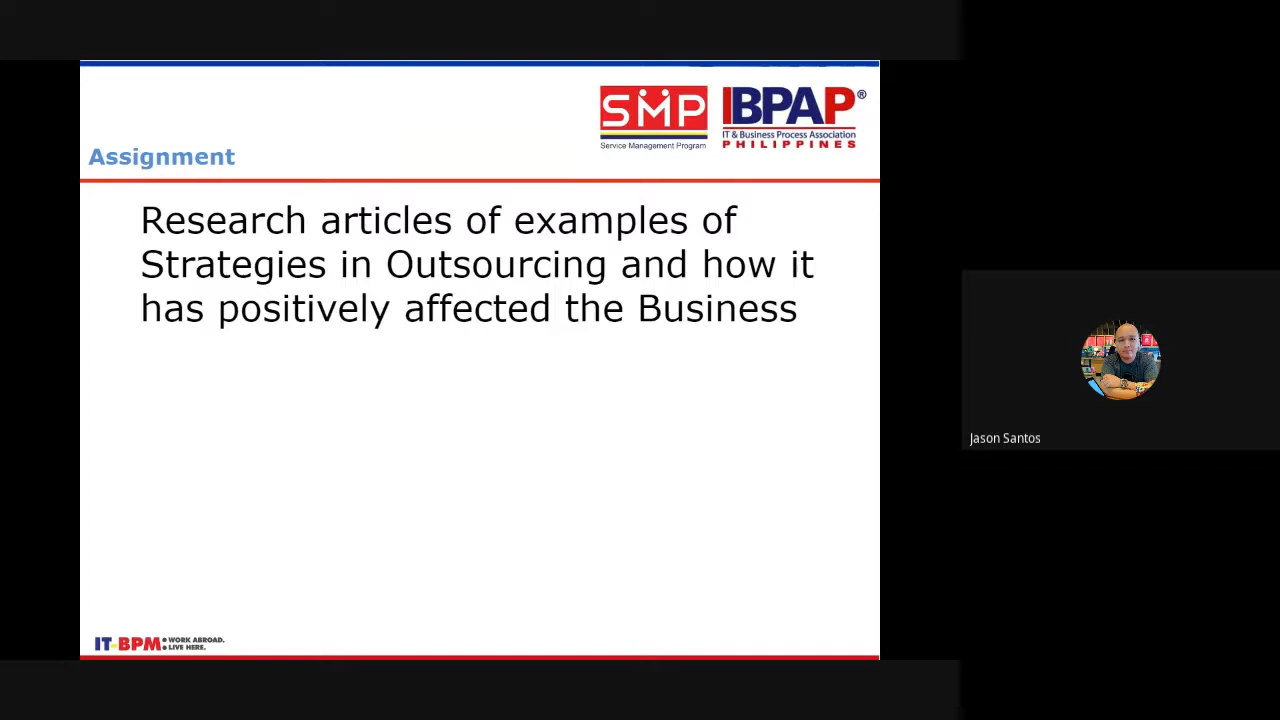 SMP
Service Management Program
IBPAP®
IT & Business Process Association
PHILIPPINES
Assignment
Research articles of examples of
Strategies in Outsourcing and how it
has positively affected the Business
Jason Santos
IT-BPM: WORK ABROAD.
LIVE HERE.